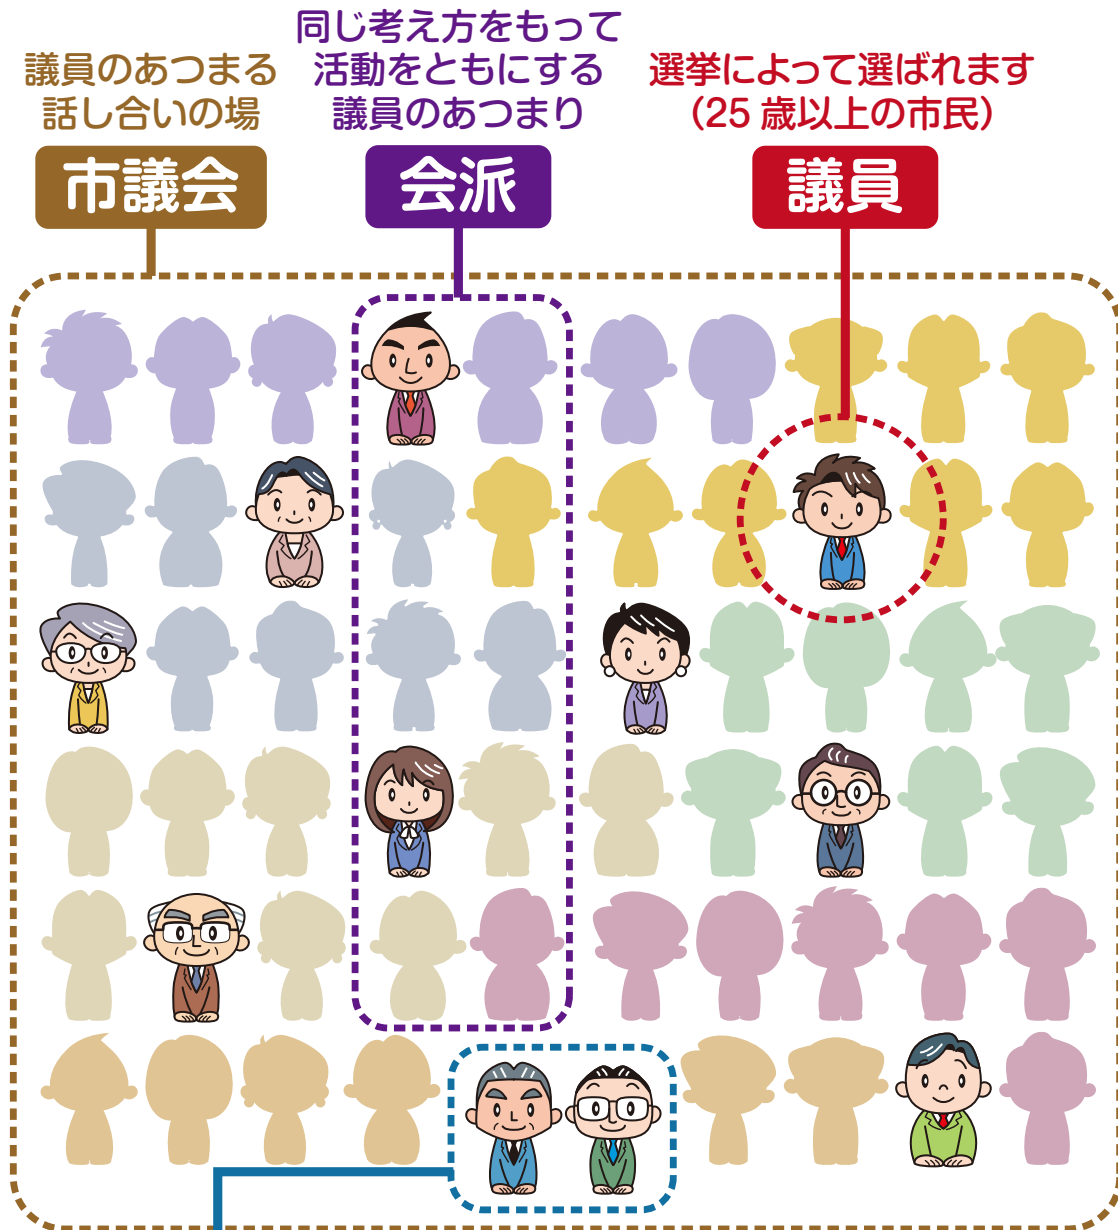 議員のあつまる
話し合いの場
市議会
同じ考え方をもって
活動をともにする
議員のあつまり
会派
選挙によって選ばれます
（25 歳以上の市民）
議員